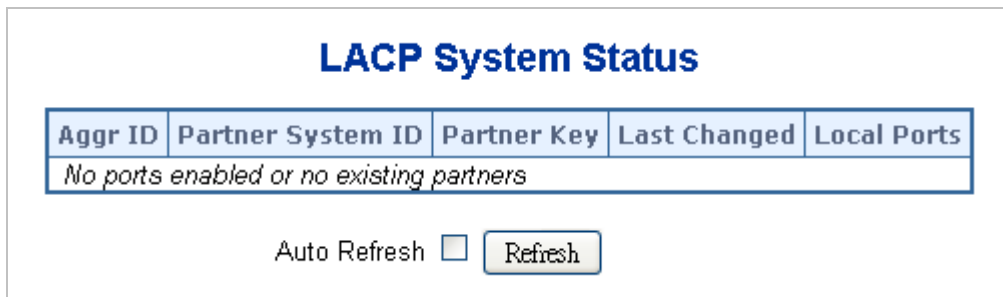 LACP System Status
Aggr ID Partner System ID Partner Key Last Changed Local Ports
No ports enabled or no existing partners
Auto Refresh Refresh